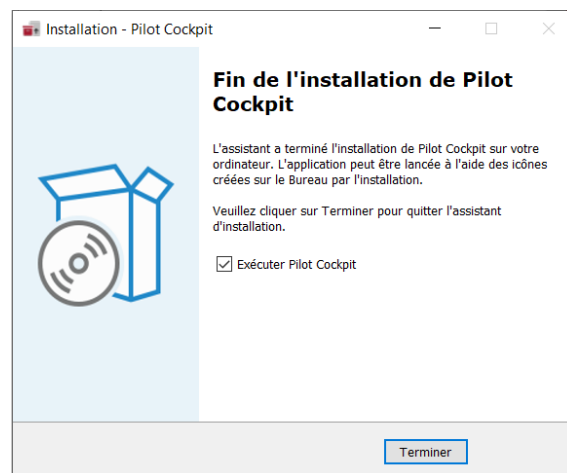 Installation - Pilot Cockpit
Fin de l'installation de Pilot
Cockpit
L'assistant a terminé l'installation de Pilot Cockpit sur votre
ordinateur. L'application peut être lancée à l'aide des icônes
créées sur le Bureau par l'installation.
Veuillez cliquer sur Terminer pour quitter l'assistant
d'installation.
Exécuter Pilot Cockpit
Terminer